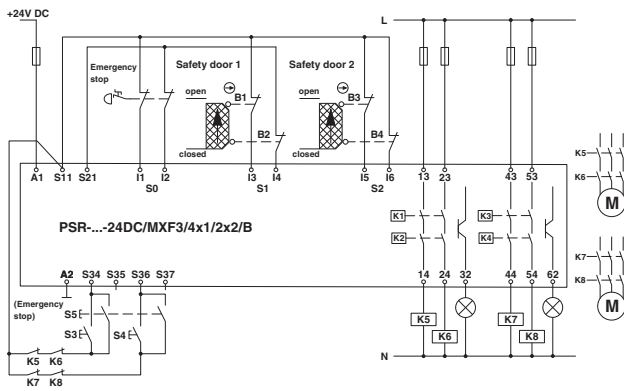 +24V DC
L
Emergency stop
Safety door 1
Safety door 2
open
B1
open
B3
B2
B4
closed
closed
K5
K6
M
A1 S11 S21 I1 I2 I3 I4 I5 I6 13 23 43 53
S0 S1 S2
PSR-...-24DC/MXF3/4x1/2x2/B
K1
K3
K2
K4
K7
K8
M
A2 S34 S35 S36 S37 14 24 32 44 54 62
(Emergency stop)
S5
S3
S4
K5
K6
K7
K8
K5 K6
K7 K8
N